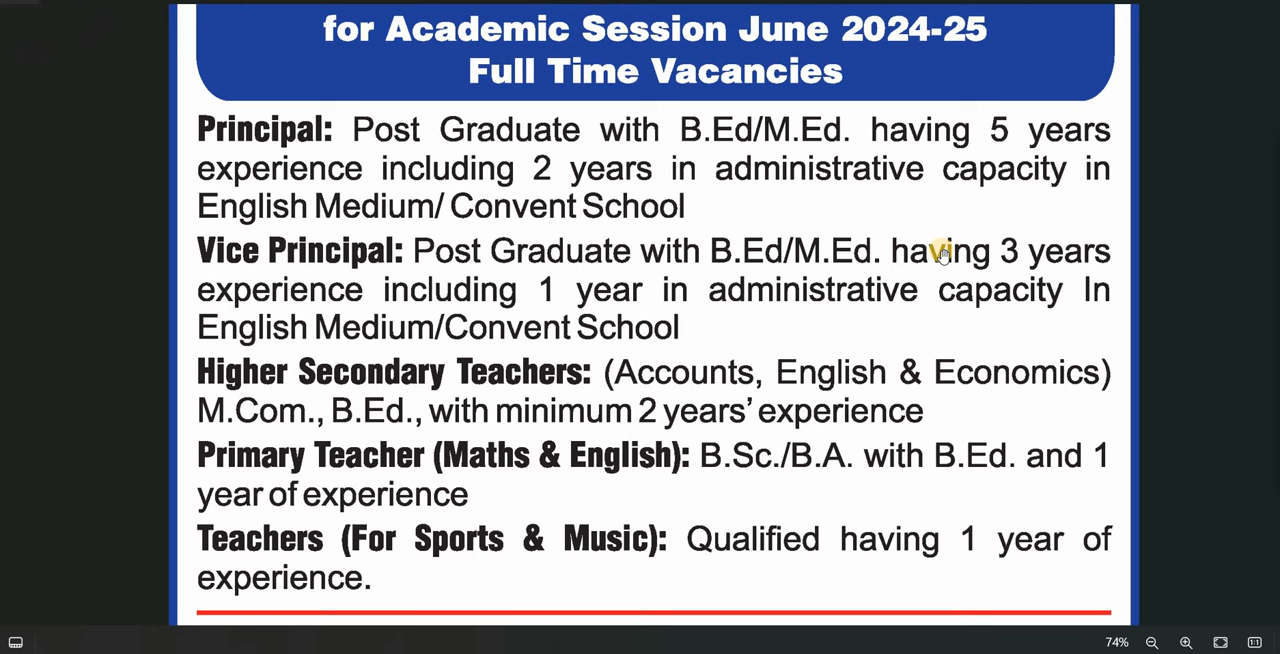 for Academic Session June 2024-25
Full Time Vacancies
Principal: Post Graduate with B.Ed/M.Ed. having 5 years
experience including 2 years in administrative capacity in
English Medium/ Convent School
Vice Principal: Post Graduate with B.Ed/M.Ed. having 3 years
experience including 1 year in administrative capacity In
English Medium/Convent School
Higher Secondary Teachers: (Accounts, English & Economics)
M.Com., B.Ed., with minimum 2 years’ experience
Primary Teacher (Maths & English): B.Sc./B.A. with B.Ed. and 1
year of experience
Teachers (For Sports & Music): Qualified having 1 year of
experience.
74%
1:1